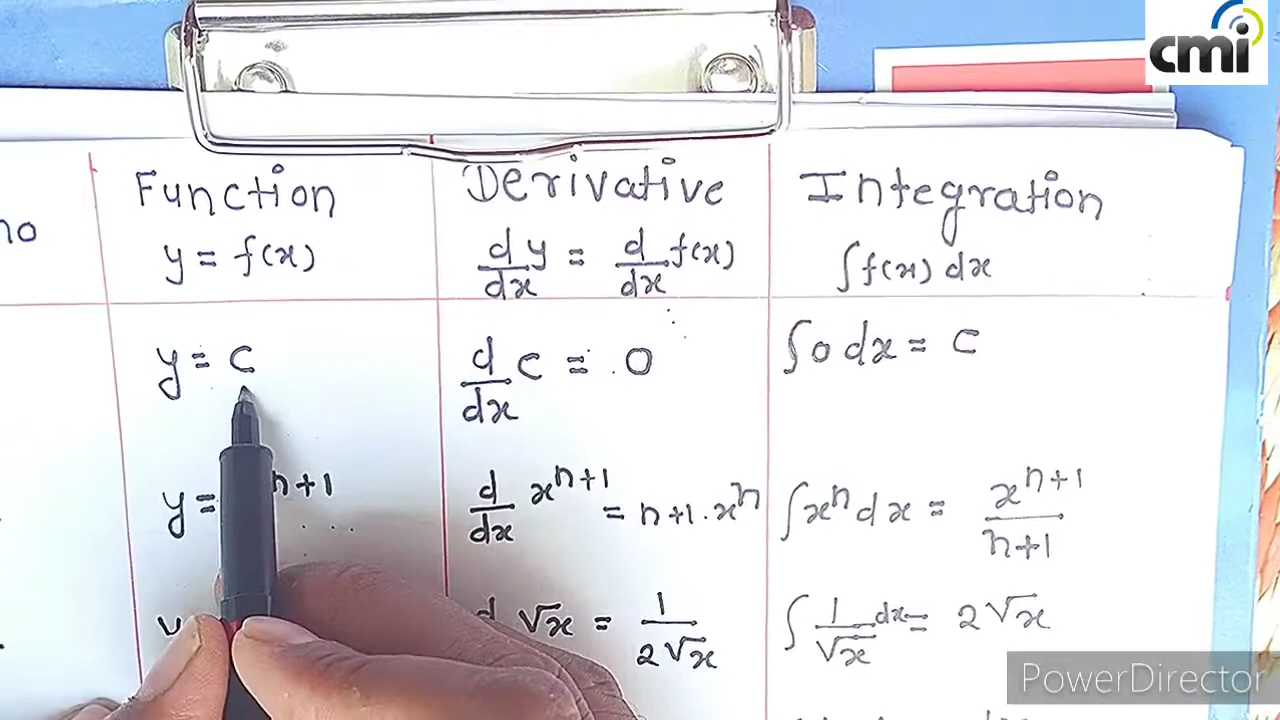 cmi
no
Function
Derivative
Integration
y = f(x)
d/dx y = d/dx f(x)
∫f(x) dx
y = c
d/dx c = 0
∫0 dx = c
y = n+1
d/dx x^(n+1) = n+1.x^n
∫x^n dx = x^(n+1)/n+1
y
d √x = 1/2√x
∫1/√x dx = 2√x
PowerDirector